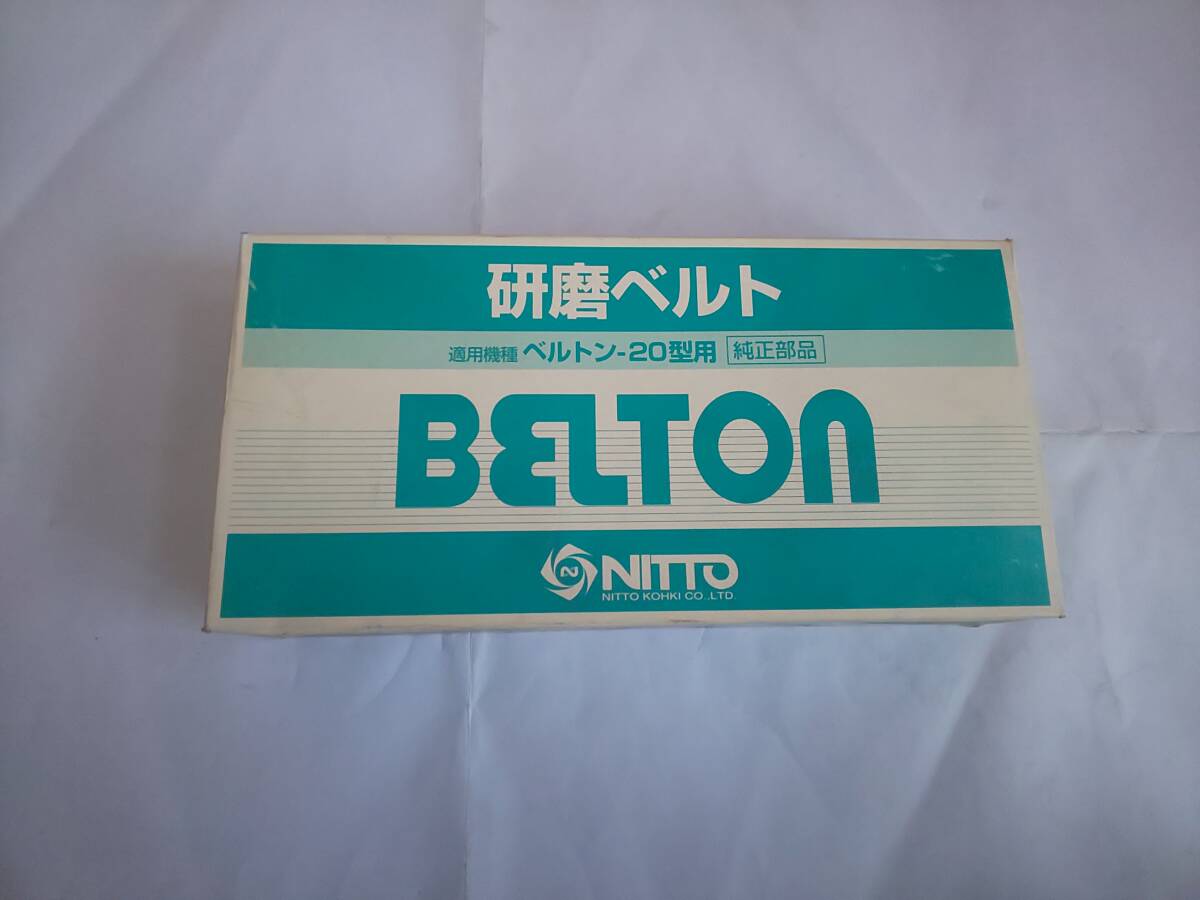 研磨ベルト
適用機種 ベルトン-20型用 純正部品
BELTON
NITTO
NITTO KOHKI CO.,LTD.